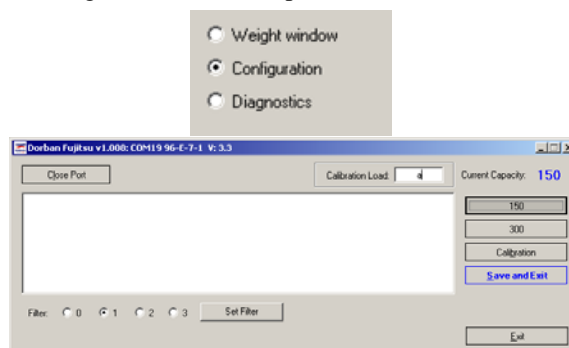 Weight window
Configuration
Diagnostics
Dorban Fujitsu v1.000: COM19 96-E-7-1 V: 3.3
Close Port
Calibration Load: a
Current Capacity: 150
150
300
Calibration
Save and Exit
Filter: 0 1 2 3 Set Filter
Exit